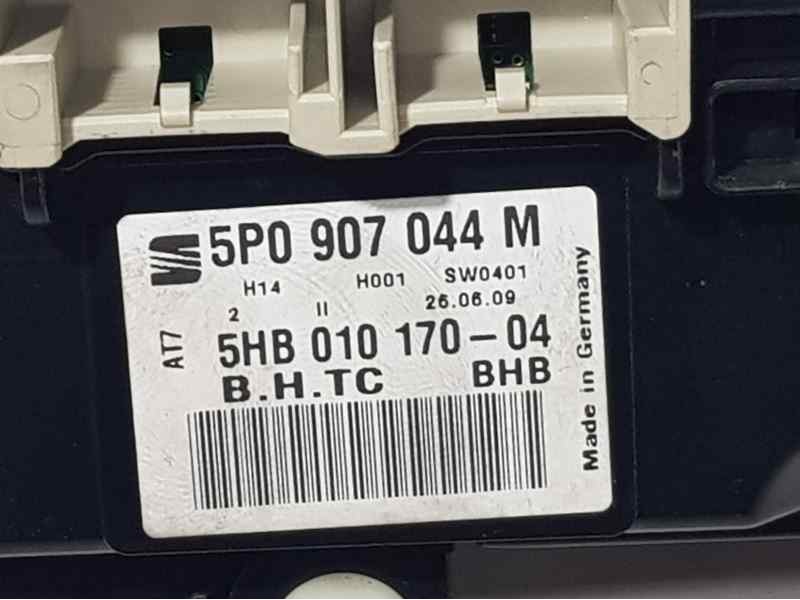 5P0 907 044 M
H14 H001 SW0401
2 II 26.06.09
AT7
5HB 010 170-04
B.H.TC BHB
Made in Germany